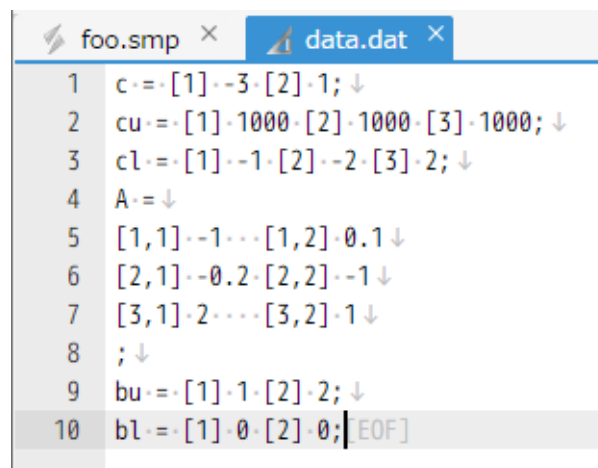 foo.smp × data.dat ×
1 c = [1] -3 [2] 1;↓
2 cu = [1] 1000 [2] 1000 [3] 1000;↓
3 cl = [1] -1 [2] -2 [3] 2;↓
4 A =↓
5 [1,1] -1   [1,2] 0.1↓
6 [2,1] -0.2 [2,2] -1↓
7 [3,1] 2    [3,2] 1↓
8 ;↓
9 bu = [1] 1 [2] 2;↓
10 bl = [1] 0 [2] 0;[EOF]